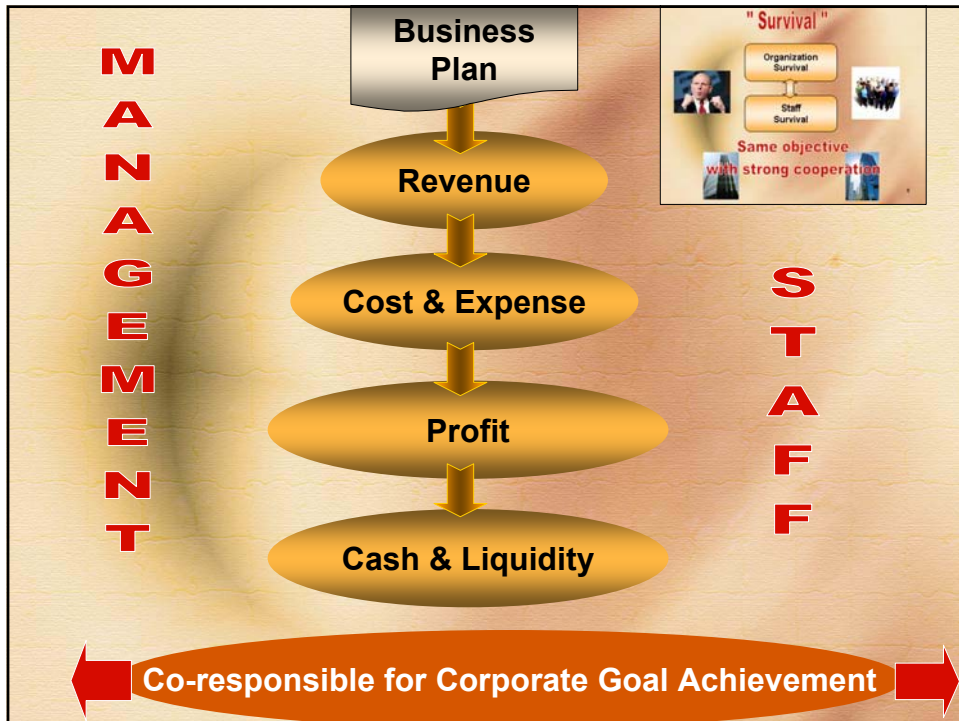 MANAGEMENT
Business
Plan
Revenue
Cost & Expense
Profit
Cash & Liquidity
" Survival "
Organization
Survival
Staff
Survival
Same objective
with strong cooperation
STAFF
Co-responsible for Corporate Goal Achievement